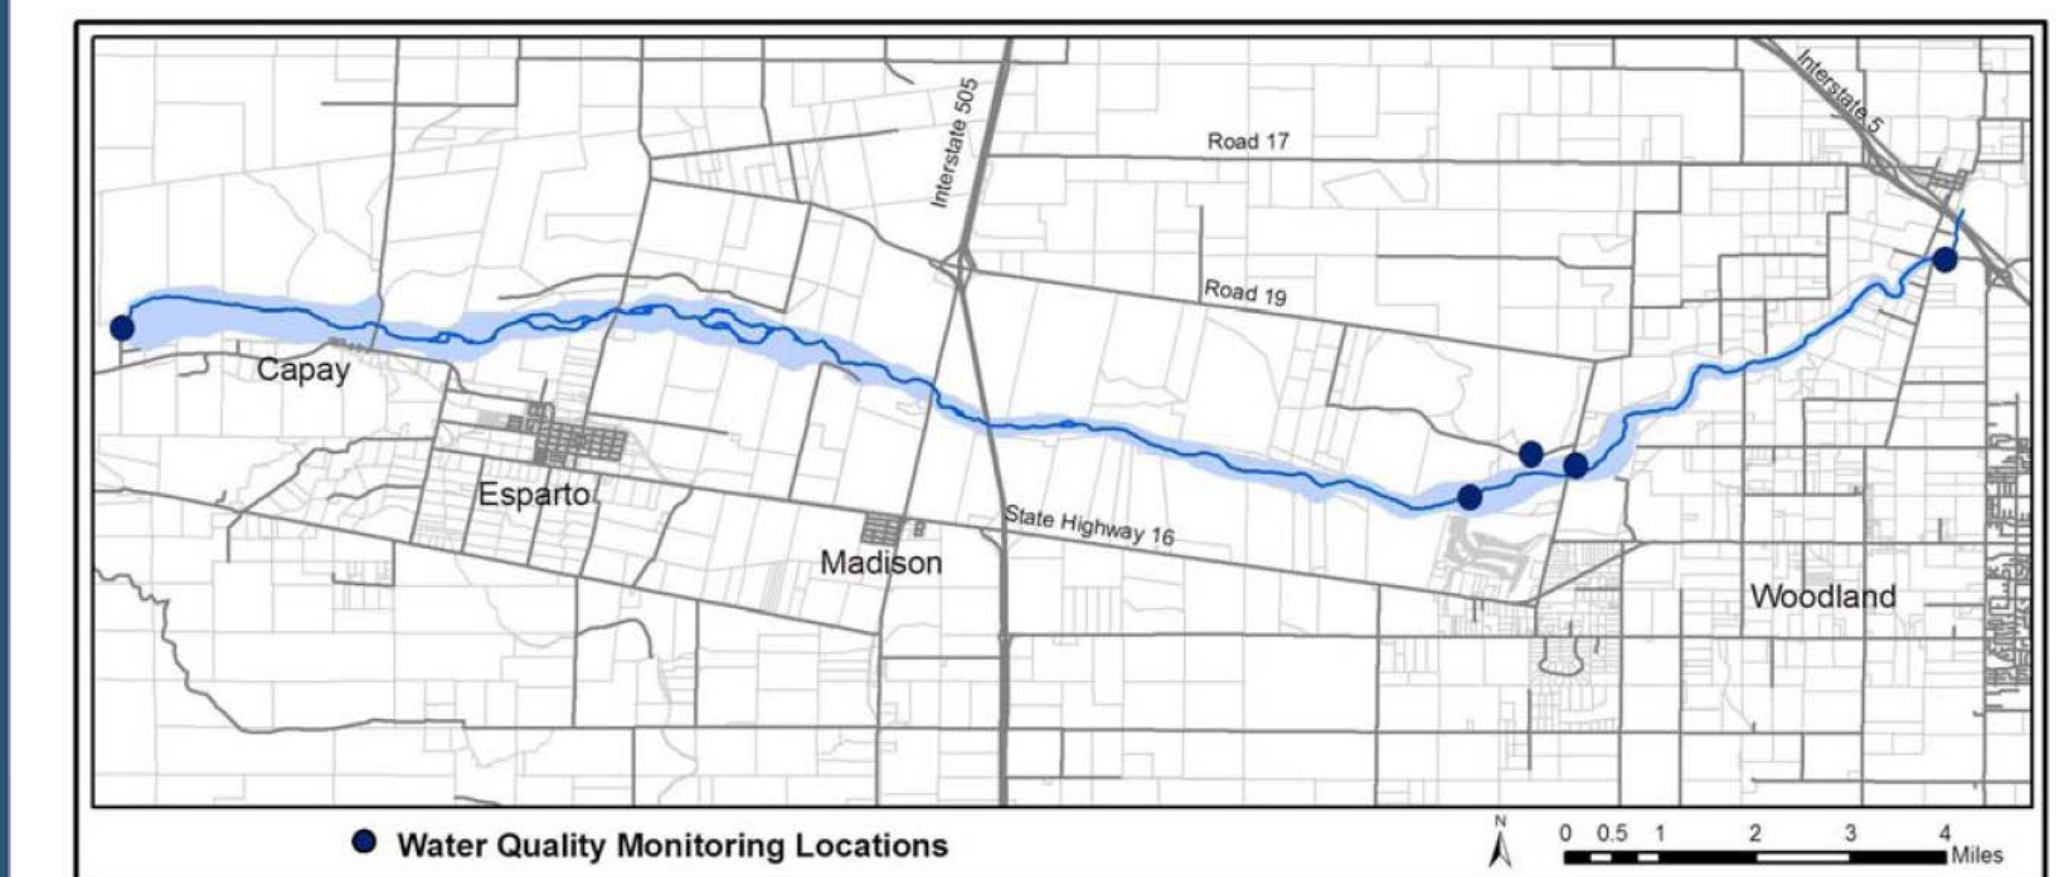 Interstate 505
Interstate 5
Road 17
Road 19
Capay
Esparto
State Highway 16
Madison
Woodland
Water Quality Monitoring Locations
N
0 0.5 1 2 3 4
Miles